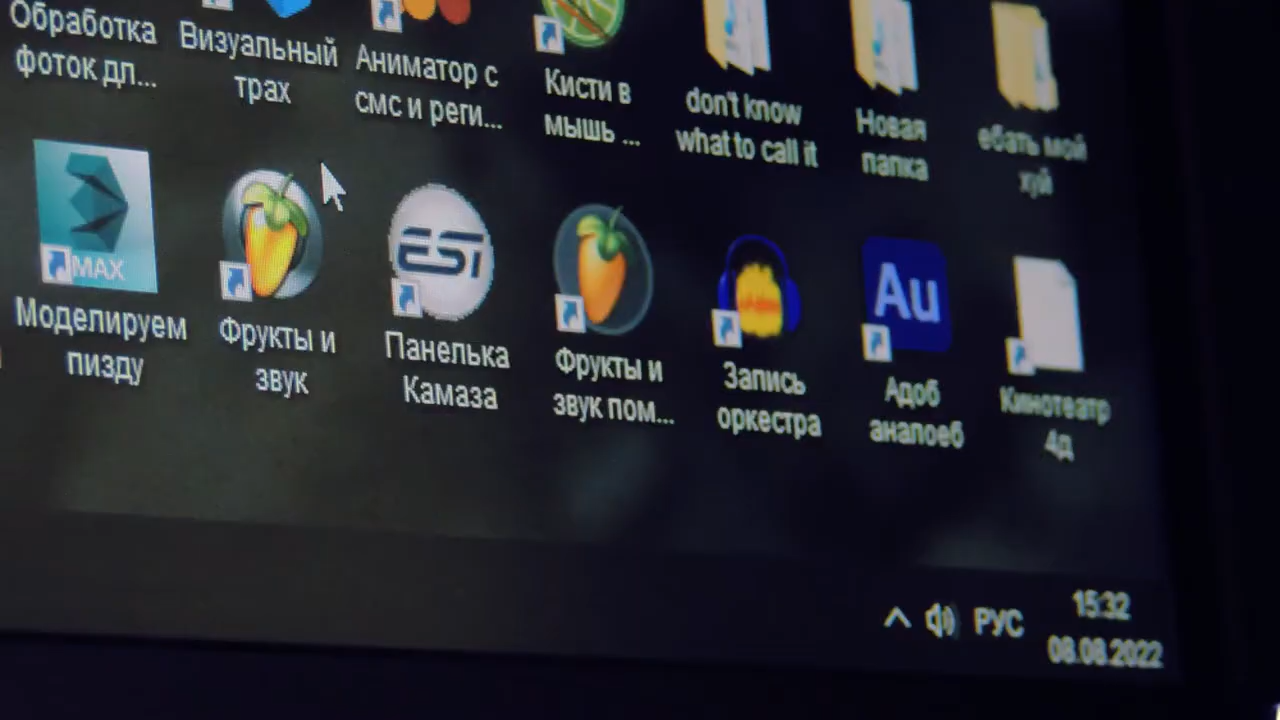 Обработка
фоток дл...
Визуальный
трах
Аниматор с
смс и реги...
Кисти в
мышь ...
don't know
what to call it
Новая
папка
ебать мой
хуй
MAX
Моделируем
пизду
Фрукты и
звук
ESI
Панелька
Камаза
Фрукты и
звук пом...
Запись
оркестра
Au
Адоб
аналоеб
Кинотеатр
4д
РУС
15:32
08.08.2022